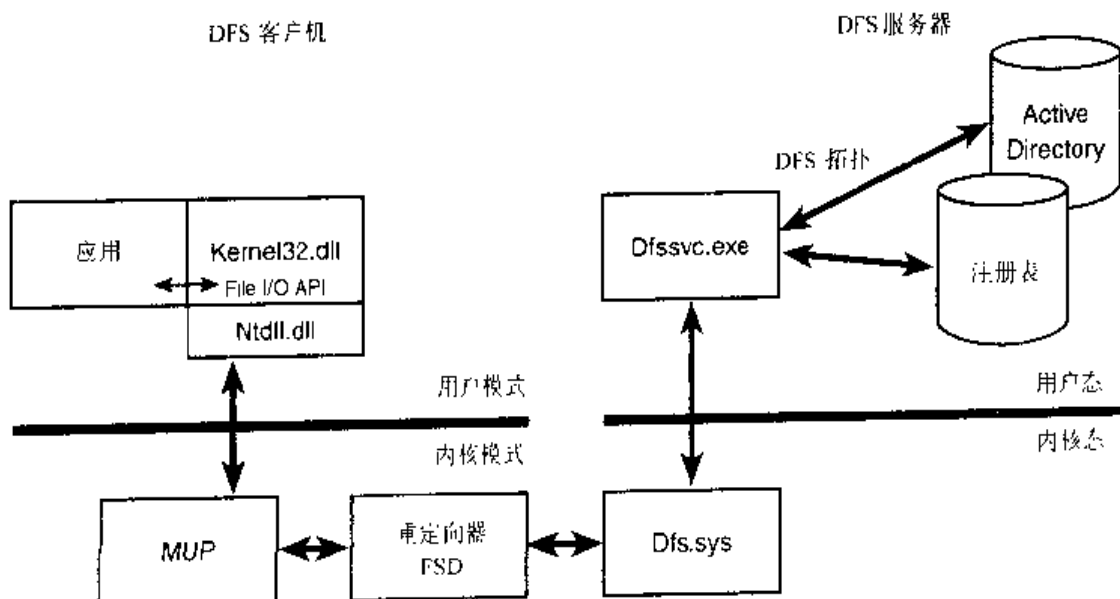 DFS 客户机
DFS 服务器
Active
Directory
DFS 拓扑
应用
Kernel32.dll
File I/O API
Ntdll.dll
Dfssvc.exe
注册表
用户模式
内核模式
用户态
内核态
MUP
重定向器
FSD
Dfs.sys